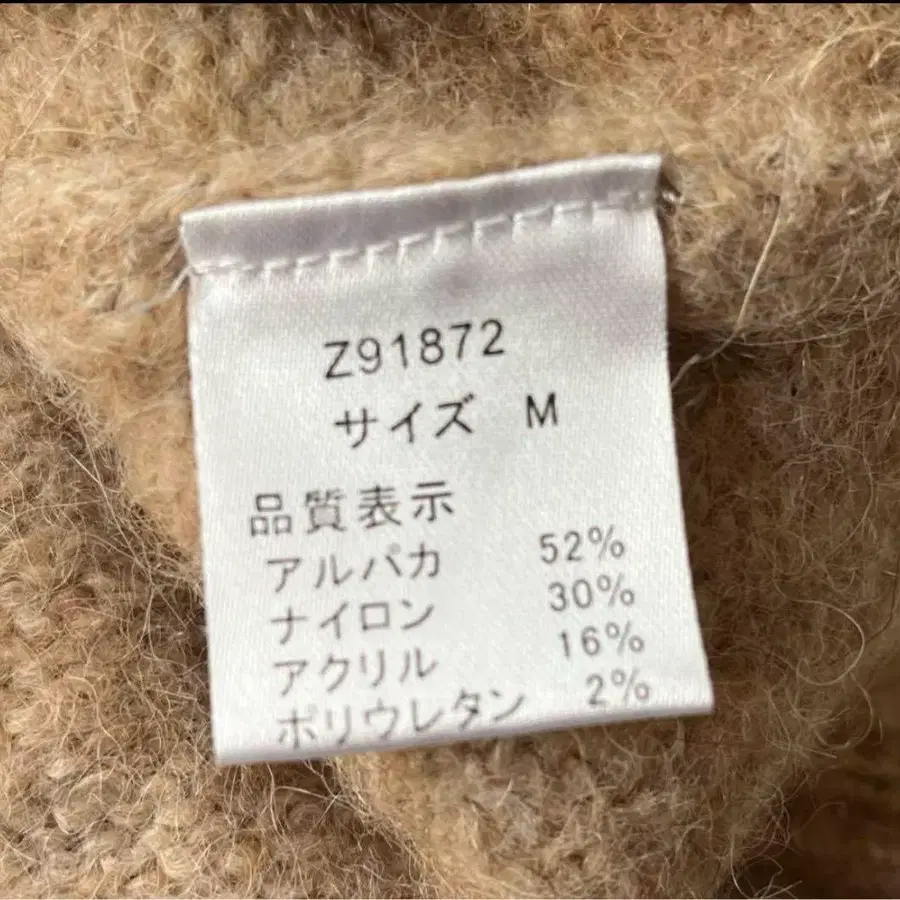 Z91872
サイズ M
品質表示
アルパカ 52%
ナイロン 30%
アクリル 16%
ポリウレタン 2%